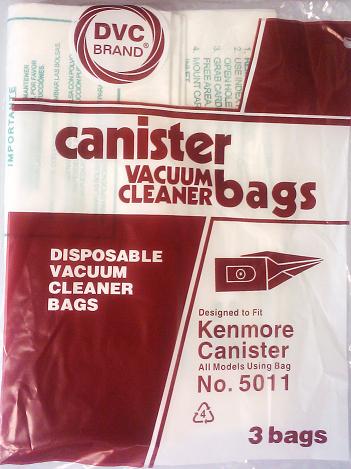 DVC
BRAND®
IMPORTANTE
canister
VACUUM
CLEANER
bags
DISPOSABLE
VACUUM
CLEANER
BAGS
Designed to Fit
Kenmore
Canister
All Models Using Bag
No. 5011
4
3 bags